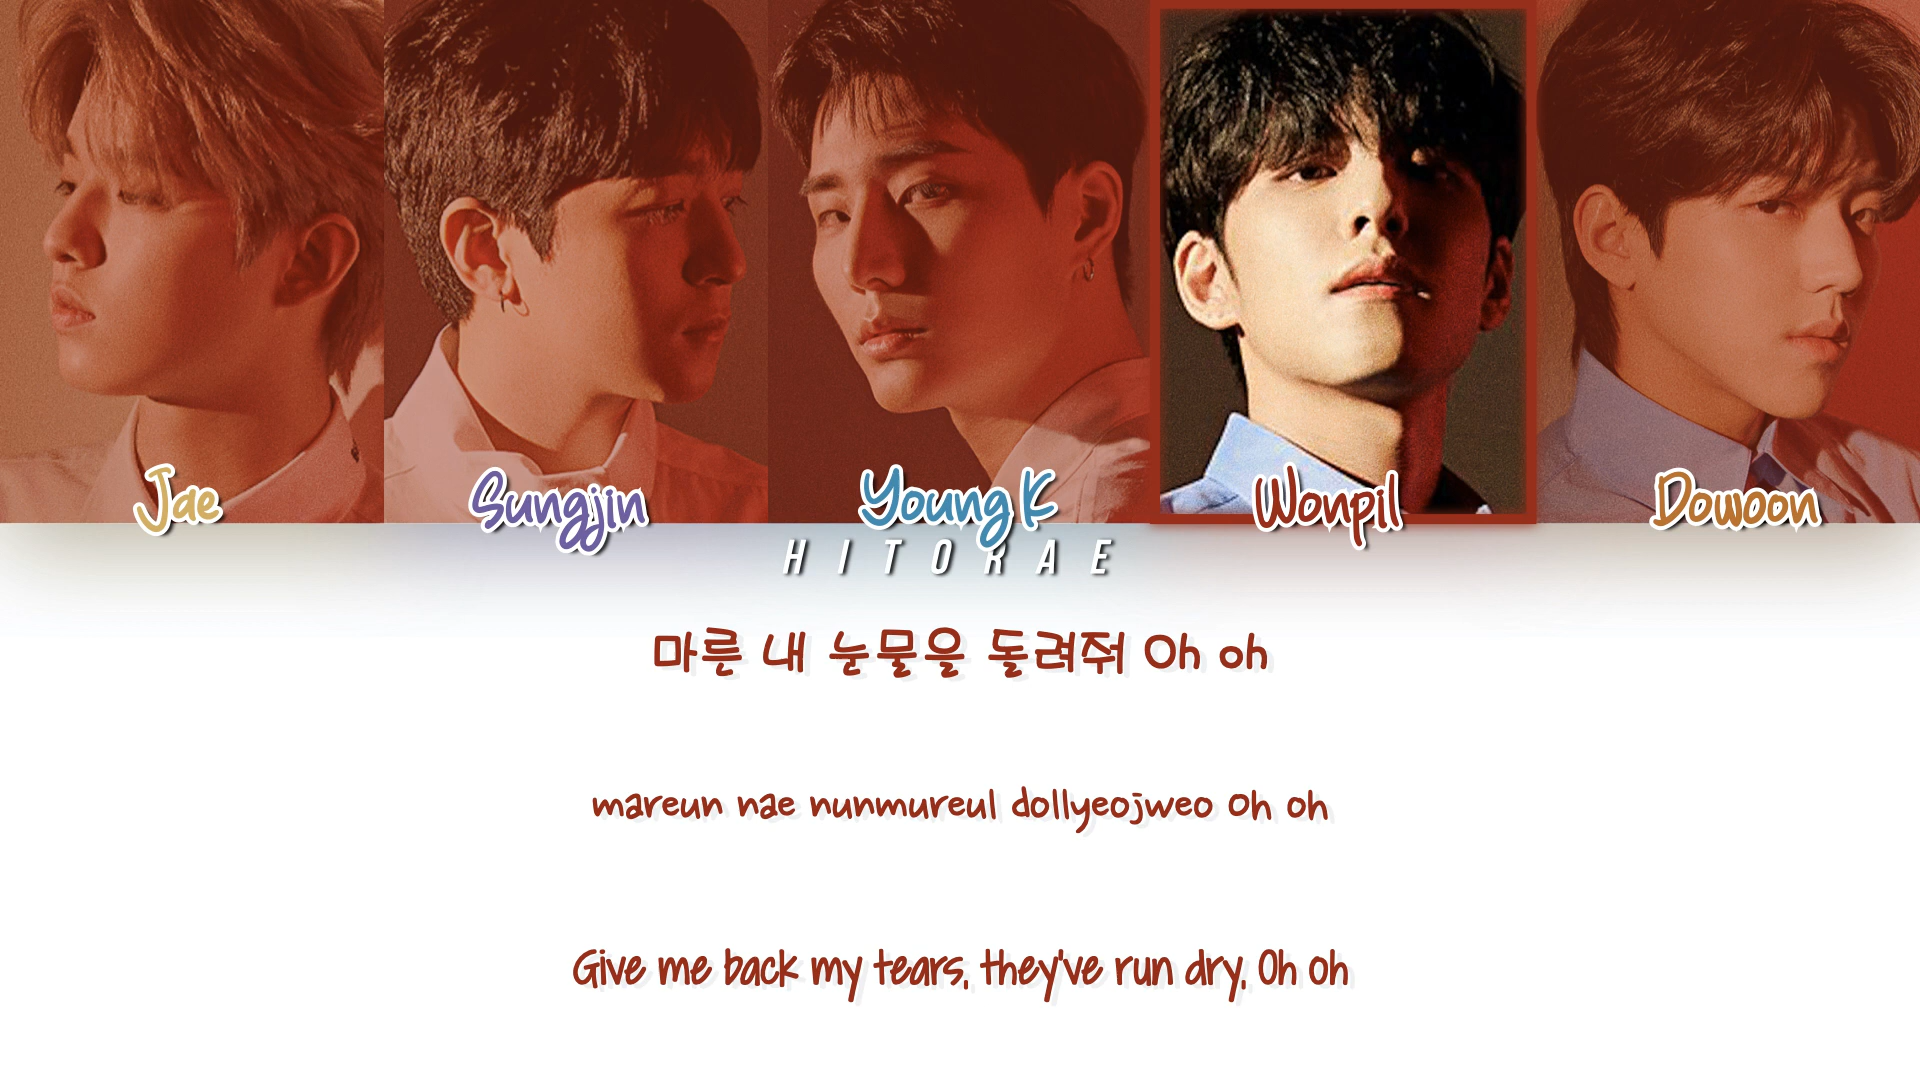 Jae Sungjin Young K Wonpil Dowoon
HITORAE
마른 내 눈물을 돌려줘 Oh oh
mareun nae nunmureul dollyeojweo Oh oh
Give me back my tears, they've run dry, Oh oh